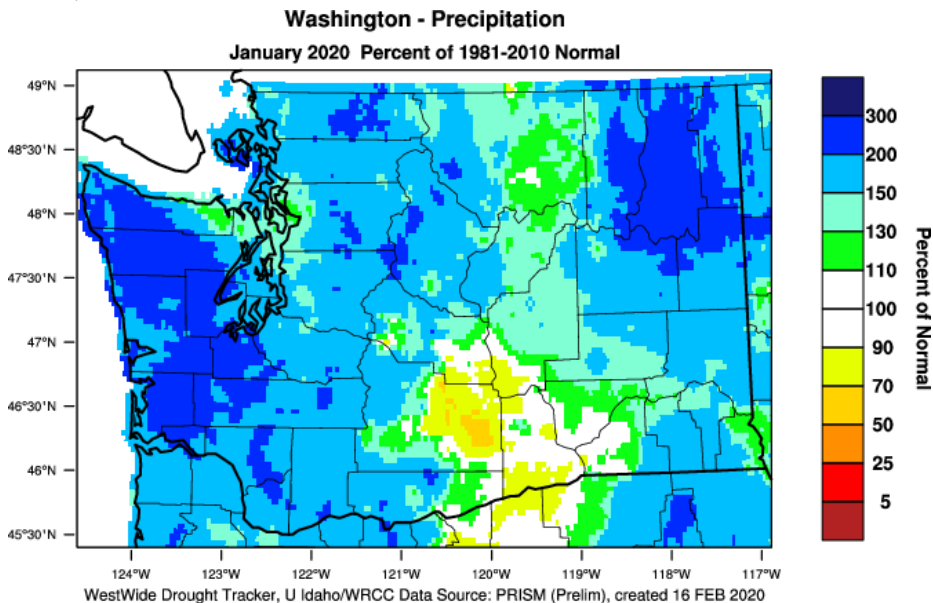 Washington - Precipitation
January 2020 Percent of 1981-2010 Normal
49°N
48°30'N
48°N
47°30'N
47°N
46°30'N
46°N
45°30'N
124°W 123°W 122°W 121°W 120°W 119°W 118°W 117°W
300
200
150
130
110
100
90
70
50
25
5
Percent of Normal
WestWide Drought Tracker, U Idaho/WRCC Data Source: PRISM (Prelim), created 16 FEB 2020